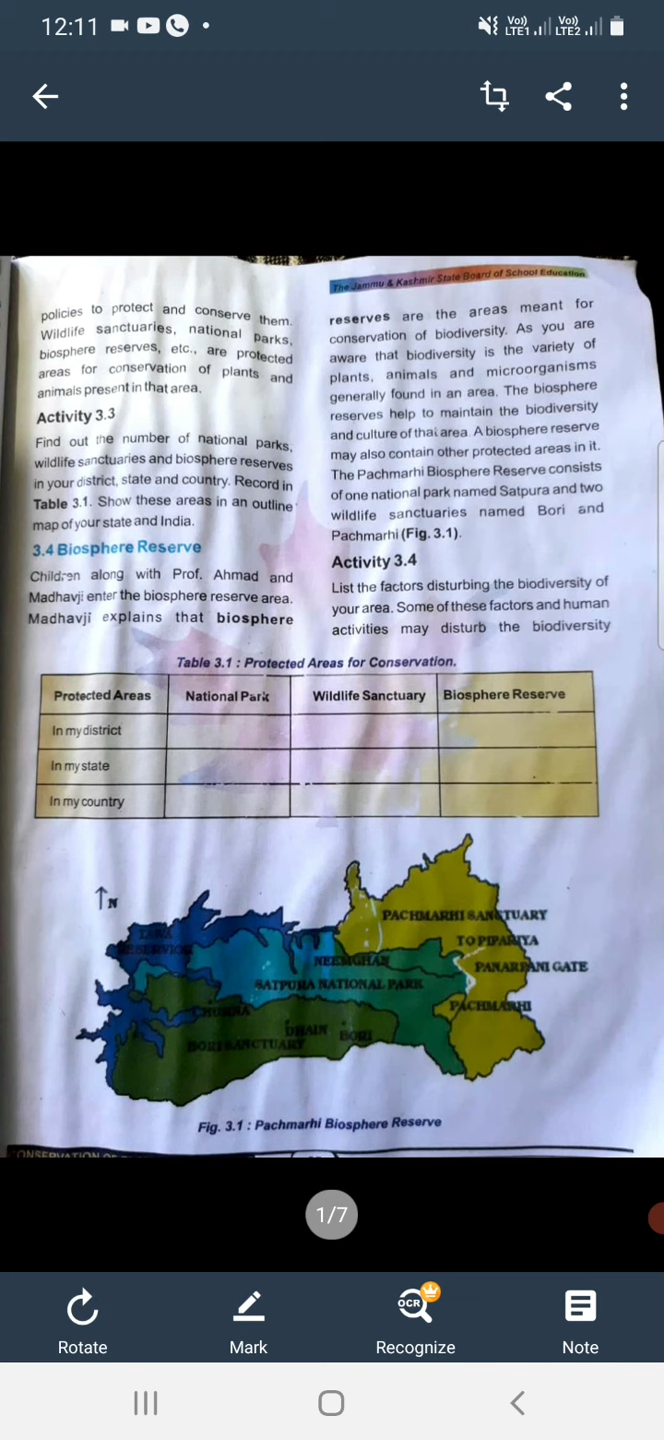 12:11
Vo)) LTE1 Vo)) LTE2
The Jammu & Kashmir State Board of School Education
policies to protect and conserve them.
Wildlife sanctuaries, national parks,
biosphere reserves, etc., are protected
areas for conservation of plants and
animals present in that area.
Activity 3.3
Find out the number of national parks,
wildlife sanctuaries and biosphere reserves
in your district, state and country. Record in
Table 3.1. Show these areas in an outline
map of your state and India.
3.4 Biosphere Reserve
Children along with Prof. Ahmad and
Madhavji enter the biosphere reserve area.
Madhavji explains that biosphere
reserves are the areas meant for
conservation of biodiversity. As you are
aware that biodiversity is the variety of
plants, animals and microorganisms
generally found in an area. The biosphere
reserves help to maintain the biodiversity
and culture of that area. A biosphere reserve
may also contain other protected areas in it.
The Pachmarhi Biosphere Reserve consists
of one national park named Satpura and two
wildlife sanctuaries named Bori and
Pachmarhi (Fig. 3.1).
Activity 3.4
List the factors disturbing the biodiversity of
your area. Some of these factors and human
activities may disturb the biodiversity
Table 3.1 : Protected Areas for Conservation.
Protected Areas National Park Wildlife Sanctuary Biosphere Reserve
In my district
In my state
In my country
N
PACHMARHI SANCTUARY
TAWA
RESERVIOR
TO PIPARIYA
NEEMGHAN
PANARPANI GATE
SATPURA NATIONAL PARK
CHURNA
PACHMARHI
DHAIN BORI
BORI SANCTUARY
Fig. 3.1 : Pachmarhi Biosphere Reserve
1/7
OCR
Rotate Mark Recognize Note